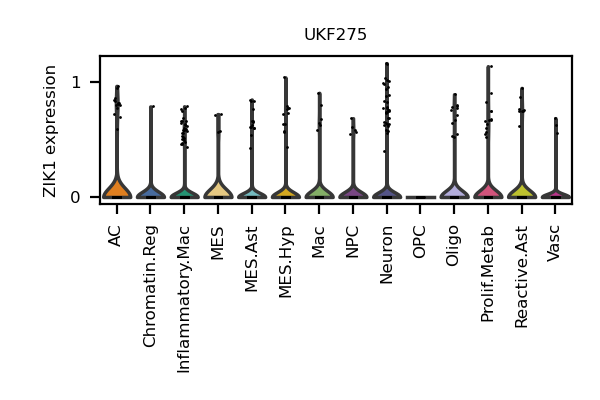 UKF275
ZIK1 expression
1
0
AC
Chromatin.Reg
Inflammatory.Mac
MES
MES.Ast
MES.Hyp
Mac
NPC
Neuron
OPC
Oligo
Prolif.Metab
Reactive.Ast
Vasc